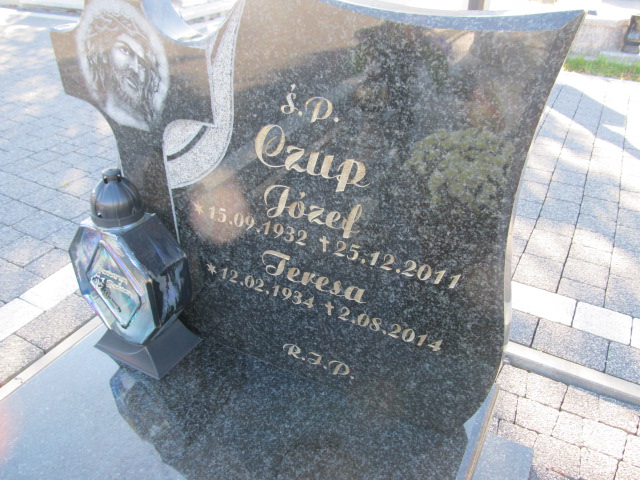 Ś.P.
Czup
Józef
* 15.09.1932 † 25.12.2011
Teresa
* 12.02.1934 † 2.08.2014
R.I.P.